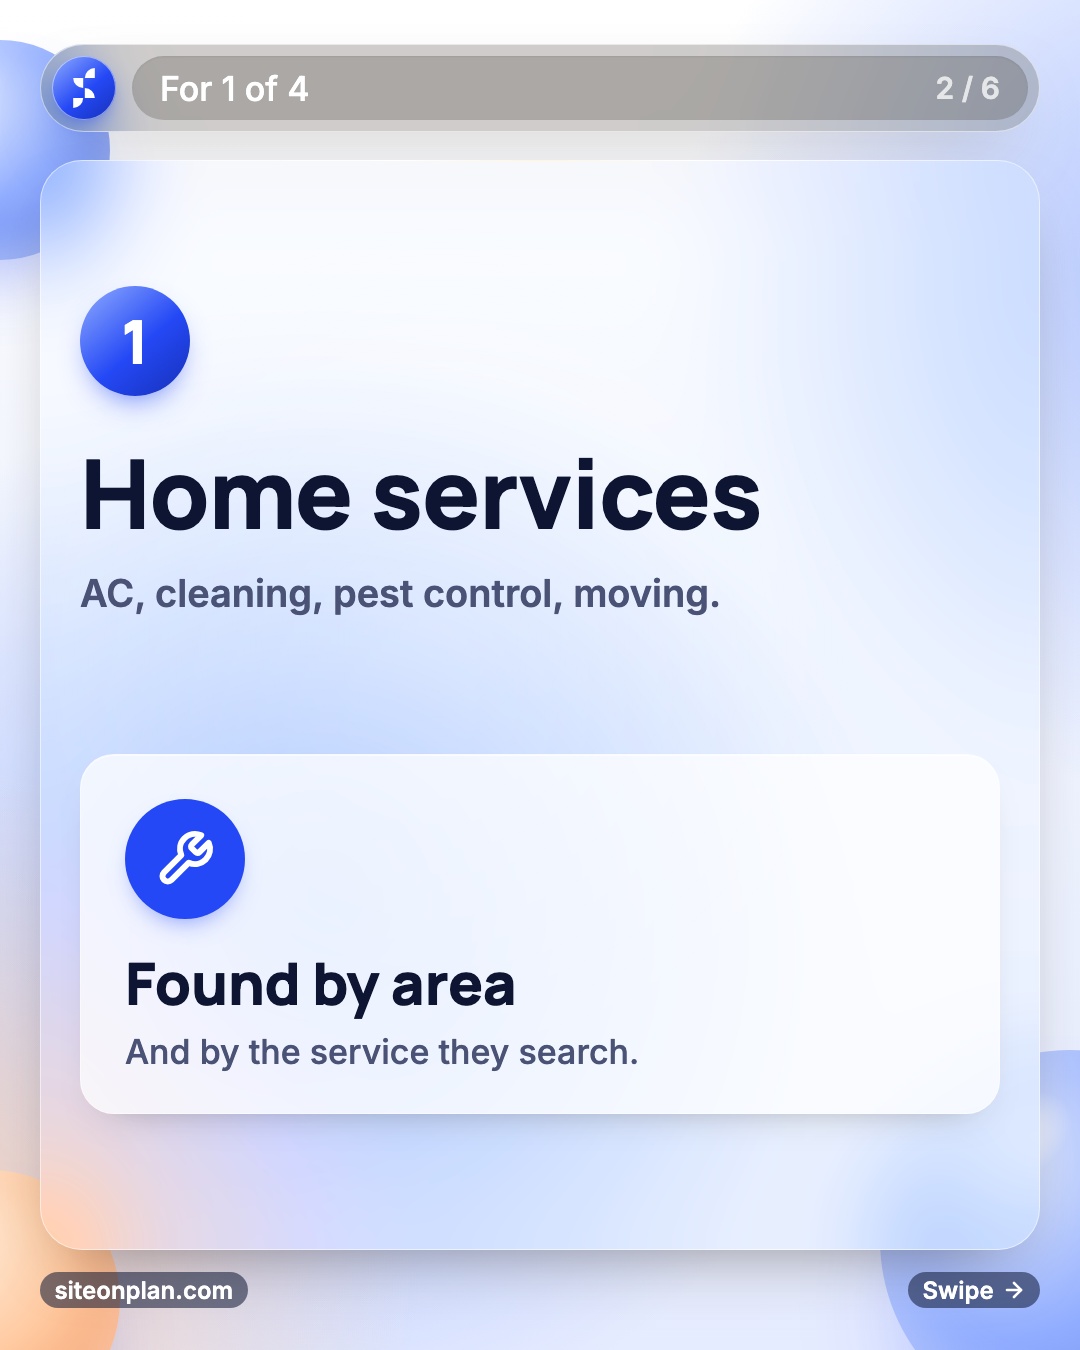 For 1 of 4
2 / 6
1
Home services
AC, cleaning, pest control, moving.
Found by area
And by the service they search.
siteonplan.com
Swipe →